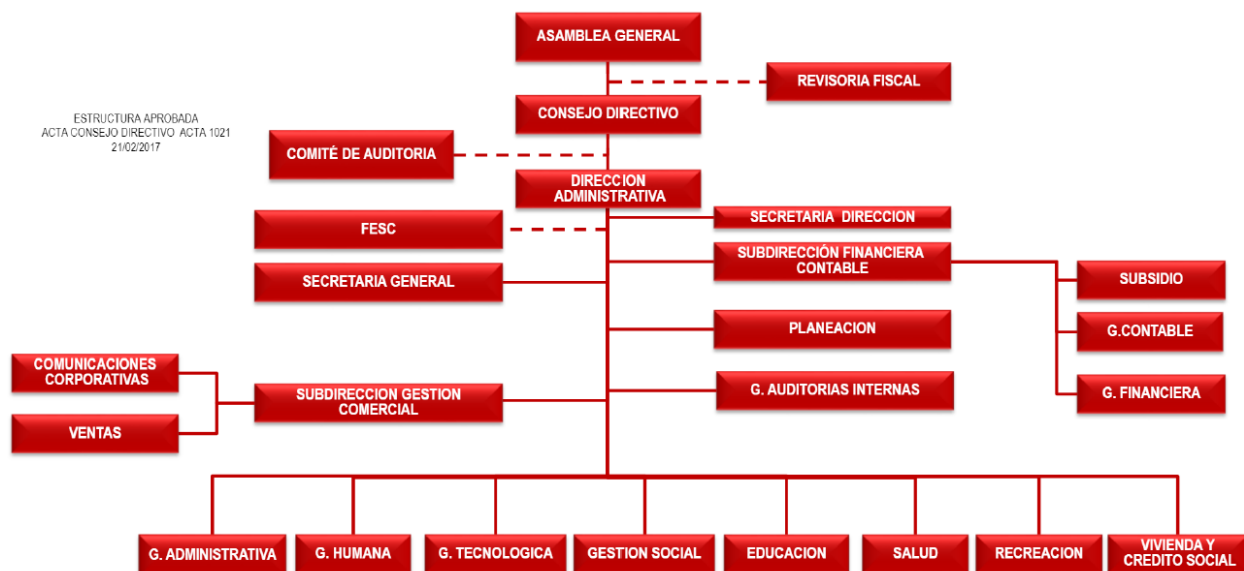 ASAMBLEA GENERAL
REVISORIA FISCAL
ESTRUCTURA APROBADA
ACTA CONSEJO DIRECTIVO ACTA 1021
21/02/2017
CONSEJO DIRECTIVO
COMITÉ DE AUDITORIA
DIRECCION
ADMINISTRATIVA
SECRETARIA DIRECCION
FESC
SUBDIRECCIÓN FINANCIERA
CONTABLE
SECRETARIA GENERAL
SUBSIDIO
PLANEACION
G.CONTABLE
COMUNICACIONES
CORPORATIVAS
SUBDIRECCION GESTION
COMERCIAL
G. AUDITORIAS INTERNAS
G. FINANCIERA
VENTAS
G. ADMINISTRATIVA
G. HUMANA
G. TECNOLOGICA
GESTION SOCIAL
EDUCACION
SALUD
RECREACION
VIVIENDA Y
CREDITO SOCIAL